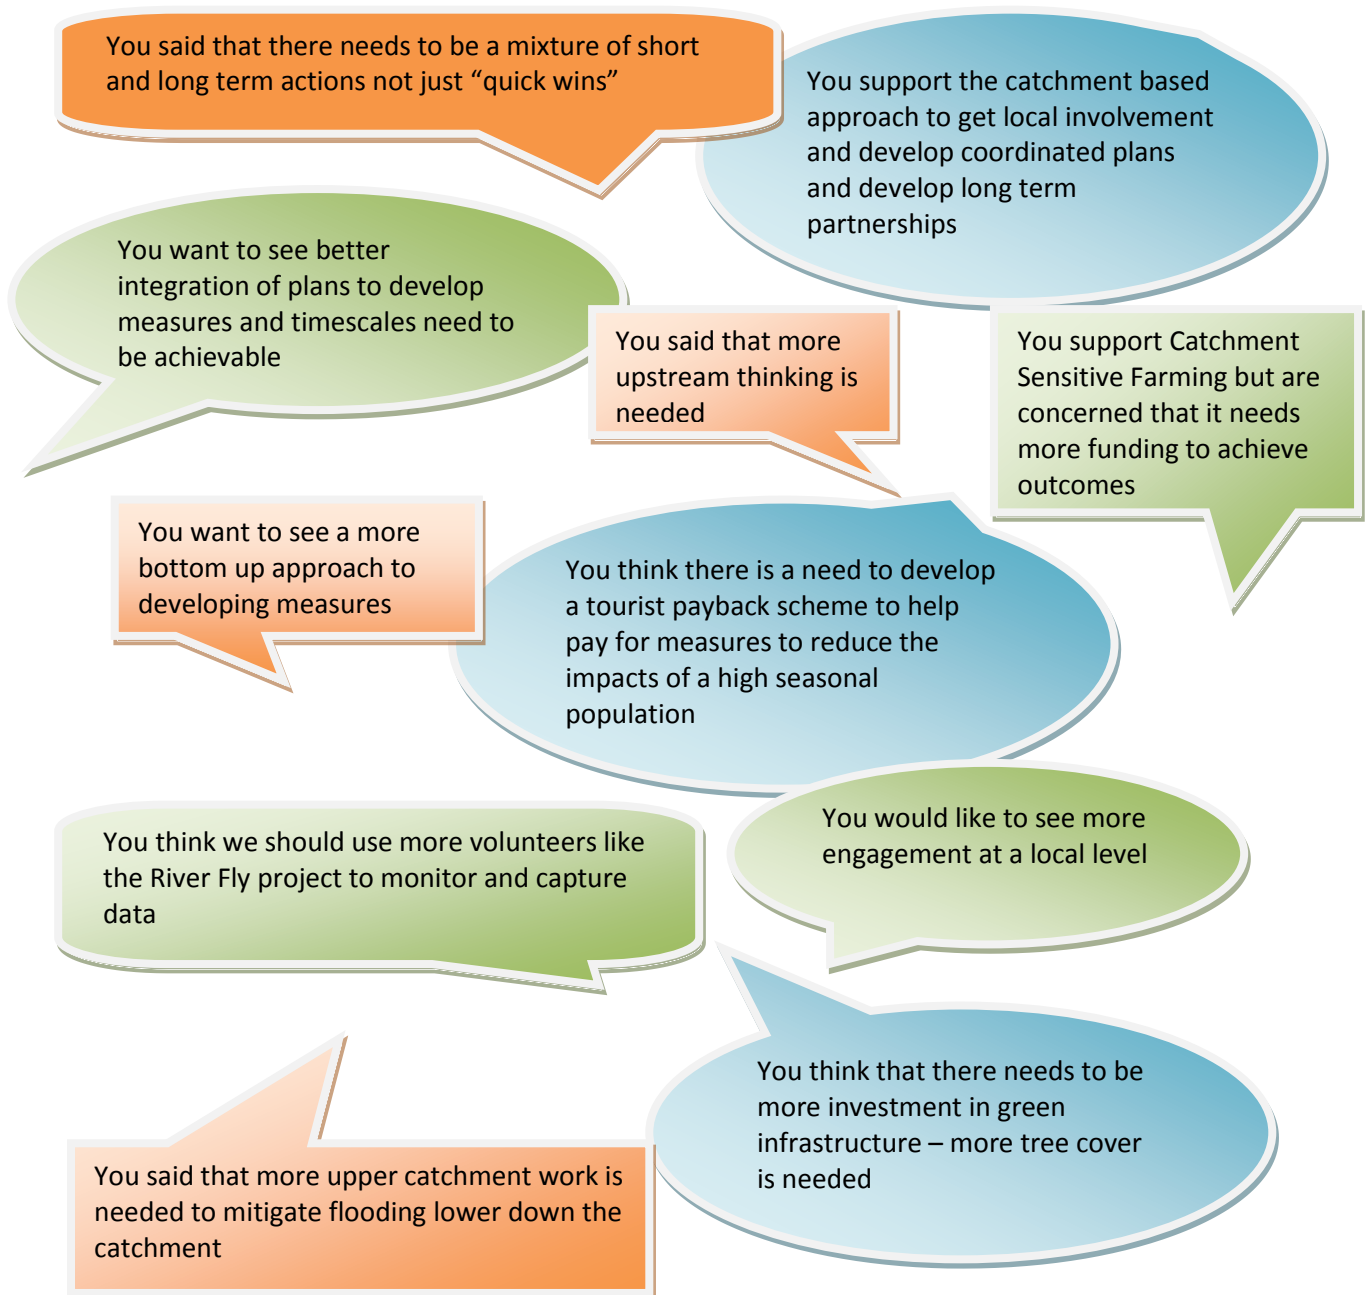 You said that there needs to be a mixture of short
and long term actions not just “quick wins”
You support the catchment based
approach to get local involvement
and develop coordinated plans
and develop long term
partnerships
You want to see better
integration of plans to develop
measures and timescales need to
be achievable
You said that more
upstream thinking is
needed
You support Catchment
Sensitive Farming but are
concerned that it needs
more funding to achieve
outcomes
You want to see a more
bottom up approach to
developing measures
You think there is a need to develop
a tourist payback scheme to help
pay for measures to reduce the
impacts of a high seasonal
population
You think we should use more volunteers like
the River Fly project to monitor and capture
data
You would like to see more
engagement at a local level
You think that there needs to be
more investment in green
infrastructure – more tree cover
is needed
You said that more upper catchment work is
needed to mitigate flooding lower down the
catchment